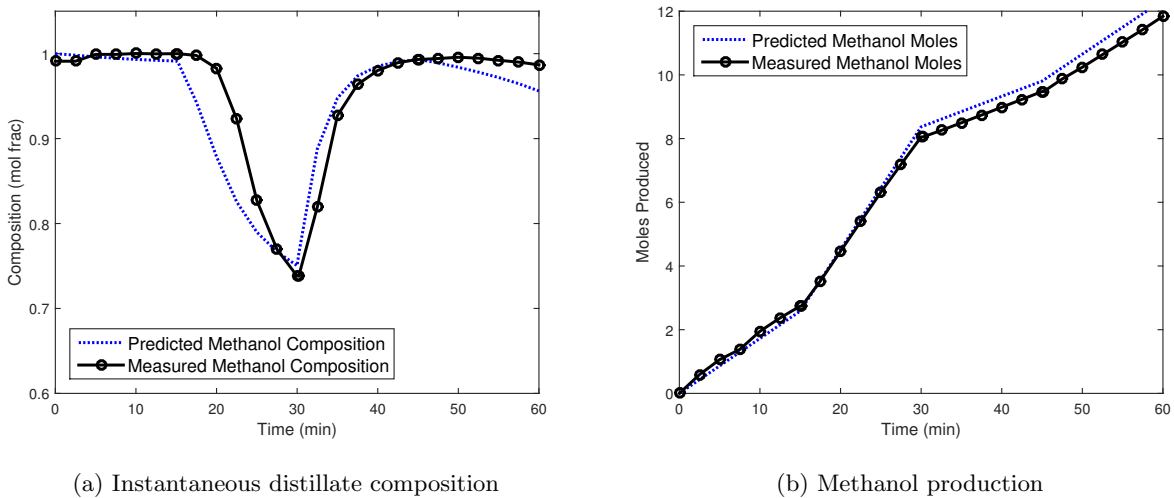 1
0.9
0.8
0.7
0.6
Composition (mol frac)
Predicted Methanol Composition
Measured Methanol Composition
0 10 20 30 40 50 60
Time (min)
(a) Instantaneous distillate composition
12
10
8
6
4
2
0
Moles Produced
Predicted Methanol Moles
Measured Methanol Moles
0 10 20 30 40 50 60
Time (min)
(b) Methanol production